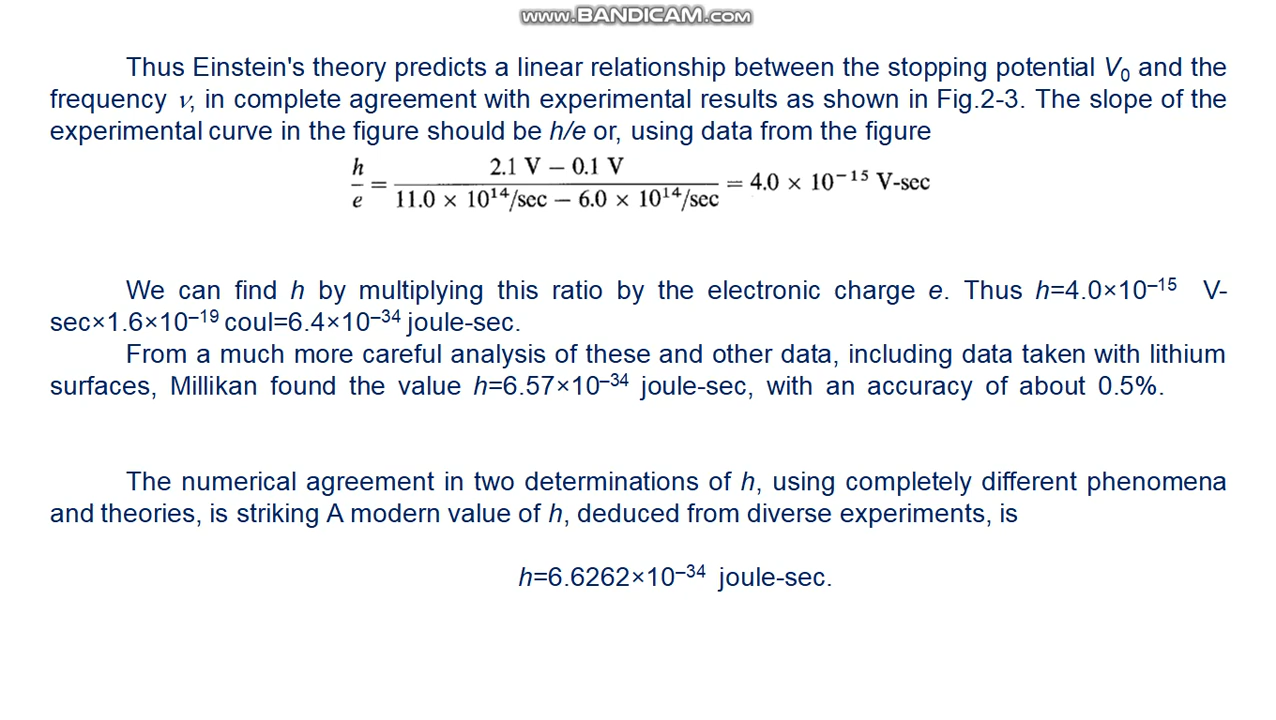 www.BANDICAM.com
Thus Einstein's theory predicts a linear relationship between the stopping potential V₀ and the
frequency ν, in complete agreement with experimental results as shown in Fig.2-3. The slope of the
experimental curve in the figure should be h/e or, using data from the figure
h/e = (2.1 V − 0.1 V)/(11.0 × 10¹⁴/sec − 6.0 × 10¹⁴/sec) = 4.0 × 10⁻¹⁵ V-sec
We can find h by multiplying this ratio by the electronic charge e. Thus h=4.0×10⁻¹⁵ V-
sec×1.6×10⁻¹⁹ coul=6.4×10⁻³⁴ joule-sec.
From a much more careful analysis of these and other data, including data taken with lithium
surfaces, Millikan found the value h=6.57×10⁻³⁴ joule-sec, with an accuracy of about 0.5%.
The numerical agreement in two determinations of h, using completely different phenomena
and theories, is striking A modern value of h, deduced from diverse experiments, is
h=6.6262×10⁻³⁴ joule-sec.